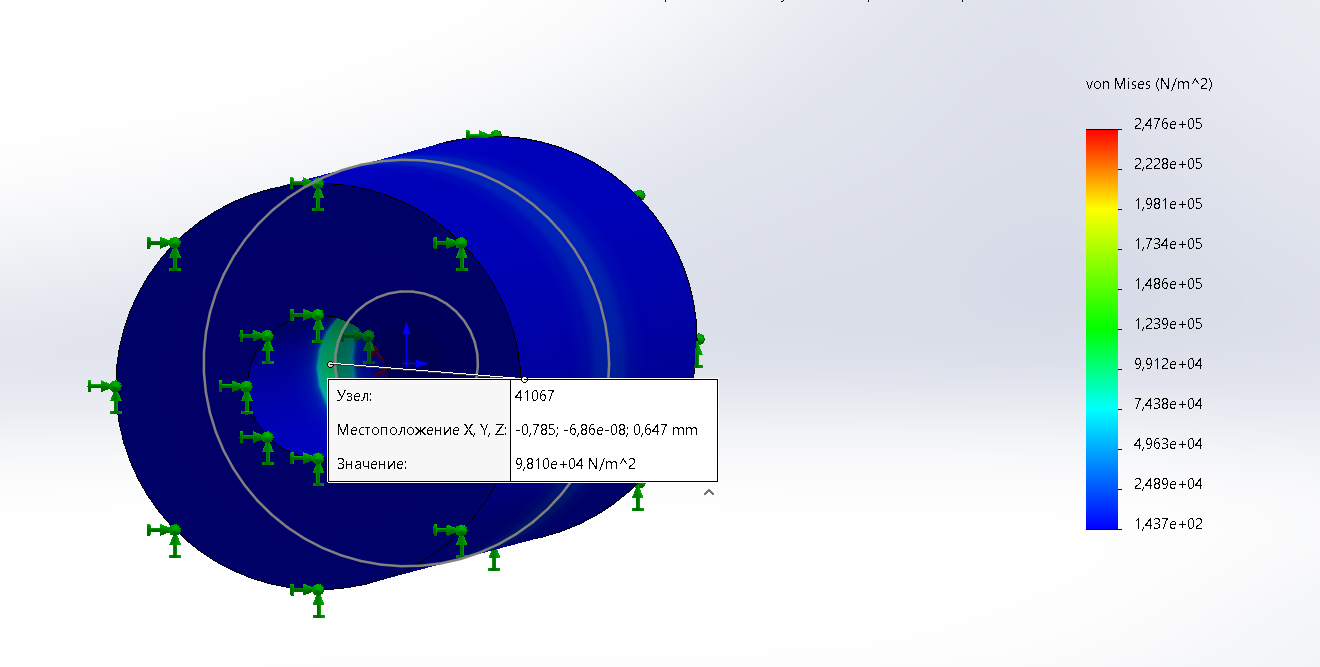 von Mises (N/m^2)
2,476e+05
2,228e+05
1,981e+05
1,734e+05
1,486e+05
1,239e+05
9,912e+04
7,438e+04
4,963e+04
2,489e+04
1,437e+02
Узел: 41067
Местоположение X, Y, Z: -0,785; -6,86e-08; 0,647 mm
Значение: 9,810e+04 N/m^2